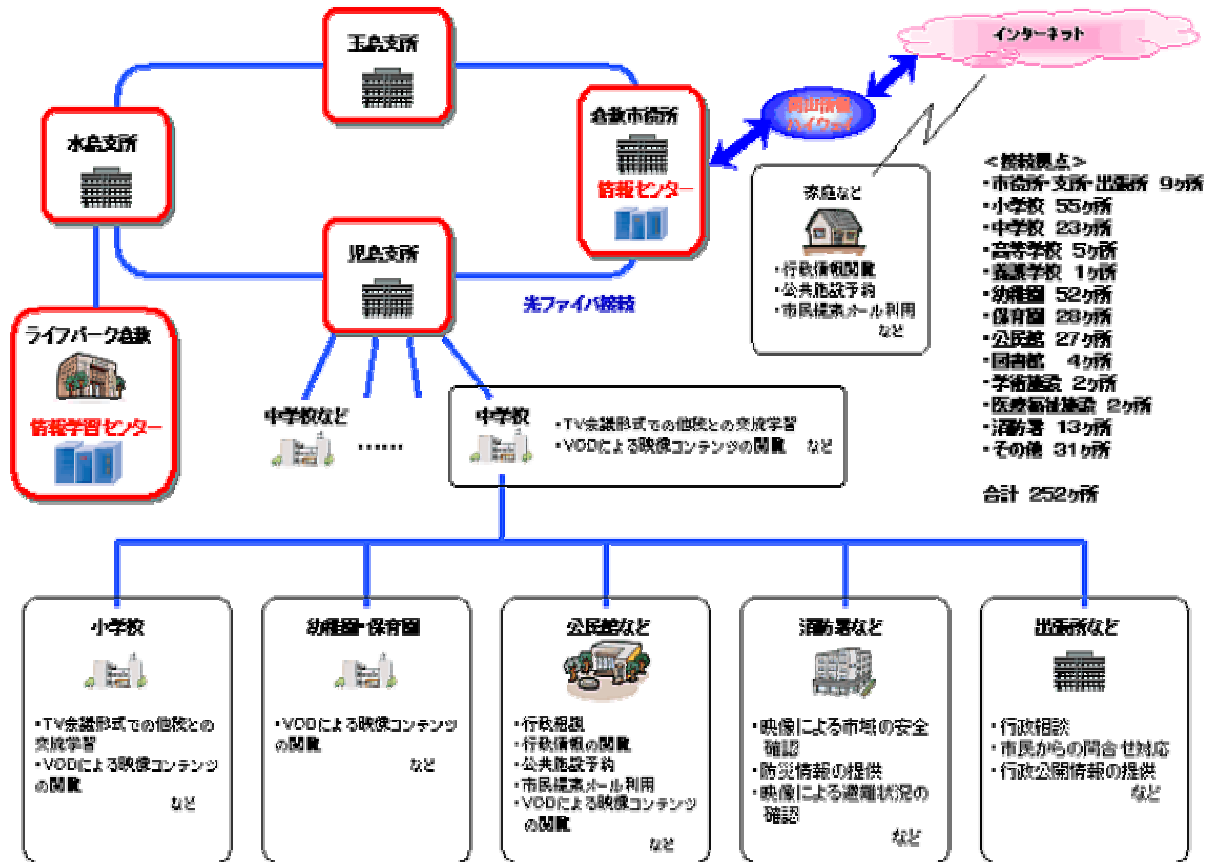 玉島支所
インターネット
岡山情報
ハイウェイ
水島支所
倉敷市役所
情報センター
児島支所
光ファイバ接続
家庭など
・行政情報閲覧
・公共施設予約
・市民提案メール利用
など
<接続拠点>
・市役所・支所・出張所 9ヶ所
・小学校 55ヶ所
・中学校 23ヶ所
・高等学校 5ヶ所
・養護学校 1ヶ所
・幼稚園 52ヶ所
・保育園 28ヶ所
・公民館 27ヶ所
・図書館 4ヶ所
・学術施設 2ヶ所
・医療福祉施設 2ヶ所
・消防署 13ヶ所
・その他 31ヶ所
合計 252ヶ所
ライフパーク倉敷
情報学習センター
中学校など
……
中学校
・TV会議形式での他校との交流学習
・VODによる映像コンテンツの閲覧 など
小学校
・TV会議形式での他校との
交流学習
・VODによる映像コンテンツ
の閲覧
など
幼稚園・保育園
・VODによる映像コンテンツ
の閲覧
など
公民館など
・行政相談
・行政情報の閲覧
・公共施設予約
・市民提案メール利用
・VODによる映像コンテンツ
の閲覧
など
消防署など
・映像による市域の安全
確認
・防災情報の提供
・映像による避難状況の
確認
など
出張所など
・行政相談
・市民からの問合せ対応
・行政公開情報の提供
など